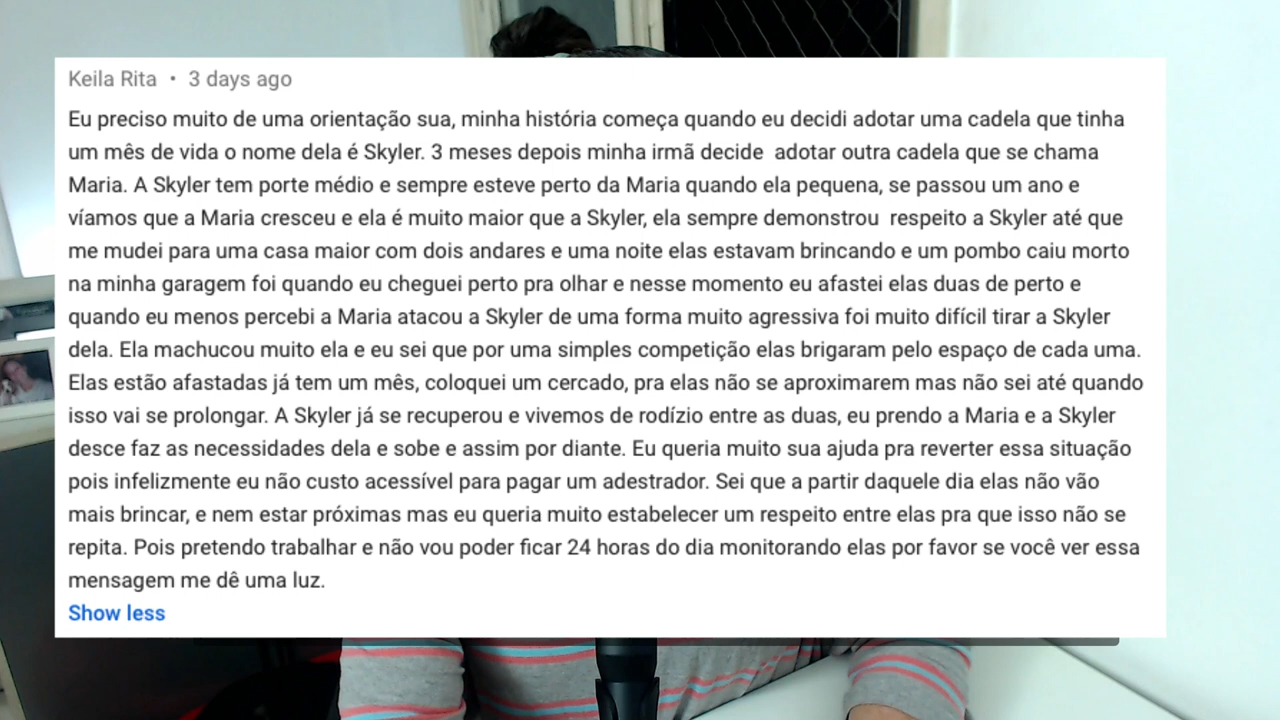 Keila Rita • 3 days ago
Eu preciso muito de uma orientação sua, minha história começa quando eu decidi adotar uma cadela que tinha
um mês de vida o nome dela é Skyler. 3 meses depois minha irmã decide  adotar outra cadela que se chama
Maria. A Skyler tem porte médio e sempre esteve perto da Maria quando ela pequena, se passou um ano e
víamos que a Maria cresceu e ela é muito maior que a Skyler, ela sempre demonstrou  respeito a Skyler até que
me mudei para uma casa maior com dois andares e uma noite elas estavam brincando e um pombo caiu morto
na minha garagem foi quando eu cheguei perto pra olhar e nesse momento eu afastei elas duas de perto e
quando eu menos percebi a Maria atacou a Skyler de uma forma muito agressiva foi muito difícil tirar a Skyler
dela. Ela machucou muito ela e eu sei que por uma simples competição elas brigaram pelo espaço de cada uma.
Elas estão afastadas já tem um mês, coloquei um cercado, pra elas não se aproximarem mas não sei até quando
isso vai se prolongar. A Skyler já se recuperou e vivemos de rodízio entre as duas, eu prendo a Maria e a Skyler
desce faz as necessidades dela e sobe e assim por diante. Eu queria muito sua ajuda pra reverter essa situação
pois infelizmente eu não custo acessível para pagar um adestrador. Sei que a partir daquele dia elas não vão
mais brincar, e nem estar próximas mas eu queria muito estabelecer um respeito entre elas pra que isso não se
repita. Pois pretendo trabalhar e não vou poder ficar 24 horas do dia monitorando elas por favor se você ver essa
mensagem me dê uma luz.
Show less